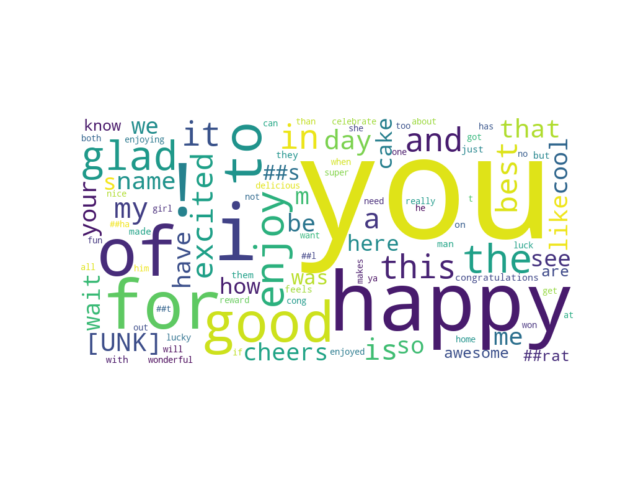 know we it in day cake than celebrate too about has
both enjoying can she and one got just no but that cool
glad ! to they you when super best like
s name excited ##s delicious
your nice my girl have not enjoy m be need a really he t on
of ##ha i want here man luck see
fun made for ##t how was ##l this the are
all him them feels makes ya congratulations
wait reward cong happy get at
out good is so me won home
[UNK] lucky will if cheers enjoyed awesome ##rat
with wonderful